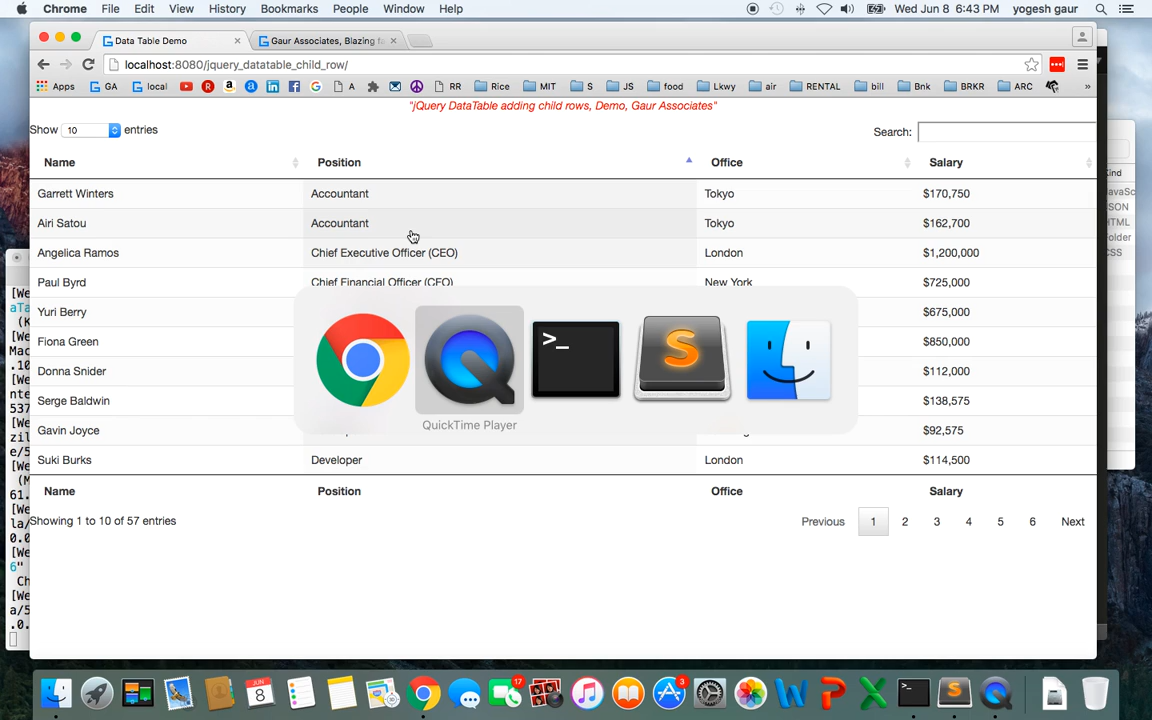 Chrome File Edit View History Bookmarks People Window Help Wed Jun 8 6:43 PM yogesh gaur
Data Table Demo Gaur Associates, Blazing fa
localhost:8080/jquery_datatable_child_row/
Apps GA local RR Rice MIT S JS food Lkwy air RENTAL bill Bnk BRKR ARC »
"jQuery DataTable adding child rows, Demo, Gaur Associates"
Show 10 entries Search:
Name Position Office Salary
Garrett Winters Accountant Tokyo $170,750
Airi Satou Accountant Tokyo $162,700
Angelica Ramos Chief Executive Officer (CEO) London $1,200,000
Paul Byrd Chief Financial Officer (CFO) New York $725,000
Yuri Berry $675,000
Fiona Green $850,000
Donna Snider $112,000
Serge Baldwin $138,575
Gavin Joyce $92,575
Suki Burks Developer London $114,500
QuickTime Player
Name Position Office Salary
Showing 1 to 10 of 57 entries Previous 1 2 3 4 5 6 Next
JUN
8
17
3